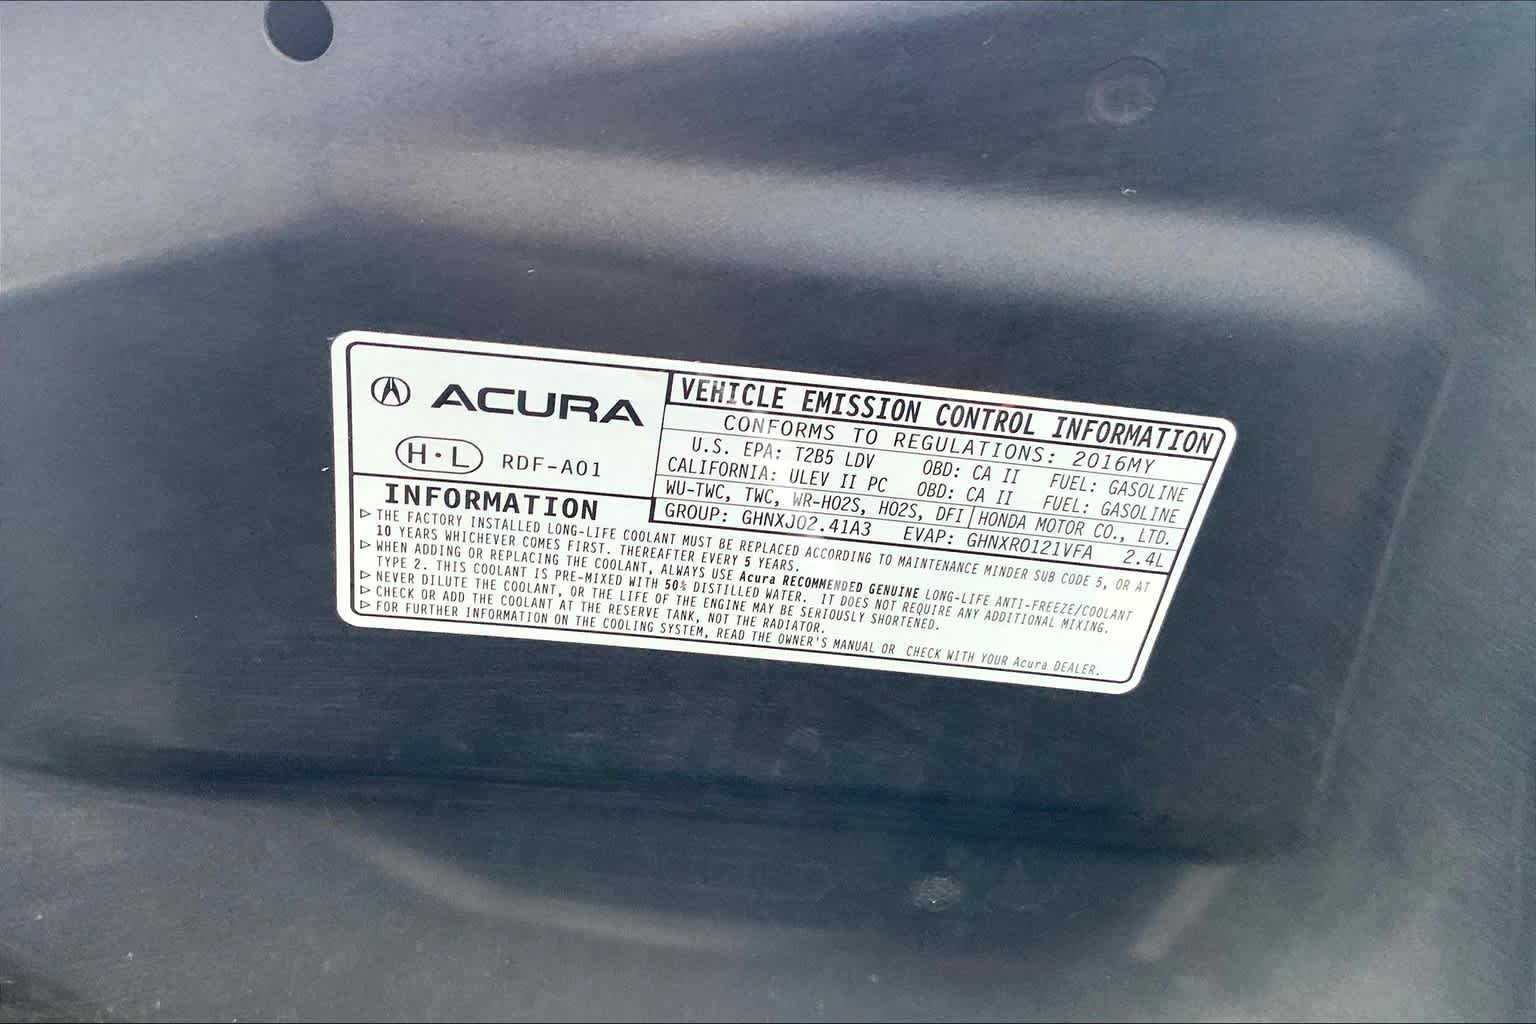 ACURA
H·L RDF-A01
VEHICLE EMISSION CONTROL INFORMATION
CONFORMS TO REGULATIONS: 2016MY
U.S. EPA: T2B5 LDV OBD: CA II FUEL: GASOLINE
CALIFORNIA: ULEV II PC OBD: CA II FUEL: GASOLINE
WU-TWC, TWC, WR-HO2S, HO2S, DFI HONDA MOTOR CO., LTD.
GROUP: GHNXJ02.41A3 EVAP: GHNXR0121VFA 2.4L
INFORMATION
▷ THE FACTORY INSTALLED LONG-LIFE COOLANT MUST BE REPLACED ACCORDING TO MAINTENANCE MINDER SUB CODE 5, OR AT
10 YEARS WHICHEVER COMES FIRST. THEREAFTER EVERY 5 YEARS.
▷ WHEN ADDING OR REPLACING THE COOLANT, ALWAYS USE Acura RECOMMENDED GENUINE LONG-LIFE ANTI-FREEZE/COOLANT
TYPE 2. THIS COOLANT IS PRE-MIXED WITH 50% DISTILLED WATER. IT DOES NOT REQUIRE ANY ADDITIONAL MIXING.
▷ NEVER DILUTE THE COOLANT, OR THE LIFE OF THE ENGINE MAY BE SERIOUSLY SHORTENED.
▷ CHECK OR ADD THE COOLANT AT THE RESERVE TANK, NOT THE RADIATOR.
▷ FOR FURTHER INFORMATION ON THE COOLING SYSTEM, READ THE OWNER'S MANUAL OR CHECK WITH YOUR Acura DEALER.